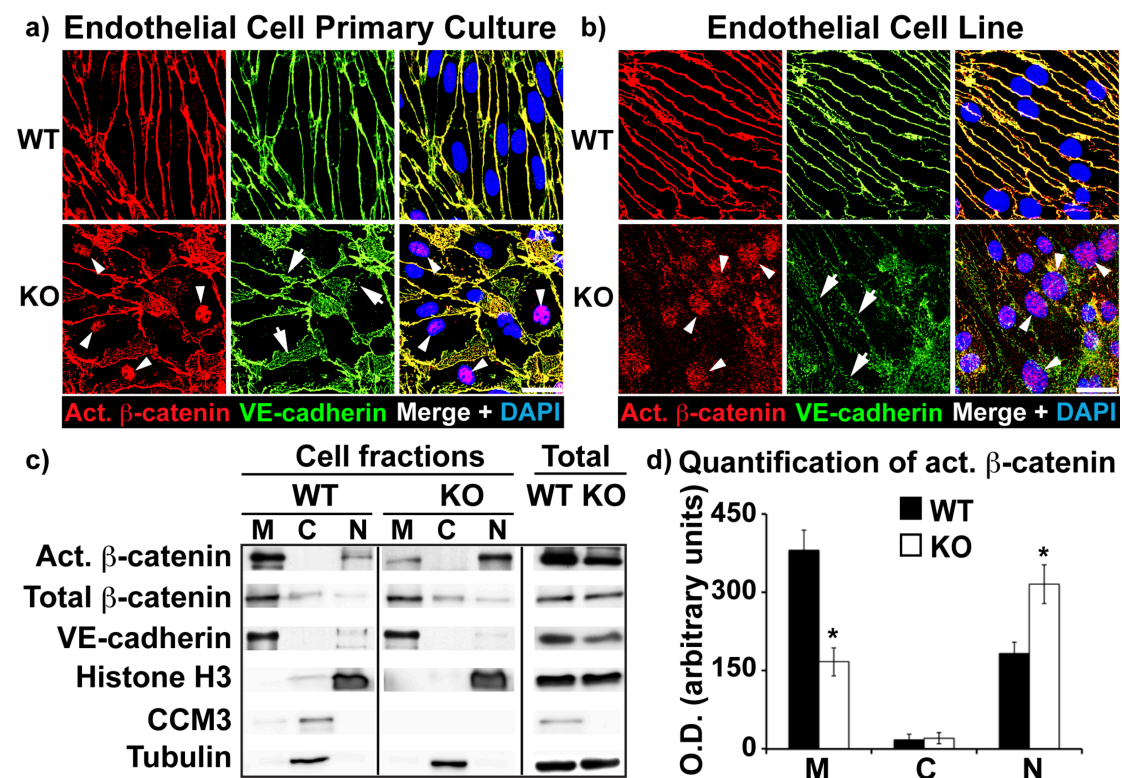 a) Endothelial Cell Primary Culture
WT
KO
Act. β-catenin VE-cadherin Merge + DAPI
b) Endothelial Cell Line
WT
KO
Act. β-catenin VE-cadherin Merge + DAPI
c) Cell fractions Total
WT KO WT KO
M C N M C N
Act. β-catenin
Total β-catenin
VE-cadherin
Histone H3
CCM3
Tubulin
d) Quantification of act. β-catenin
O.D. (arbitrary units)
450
300
150
0
WT
KO
*
*
M C N